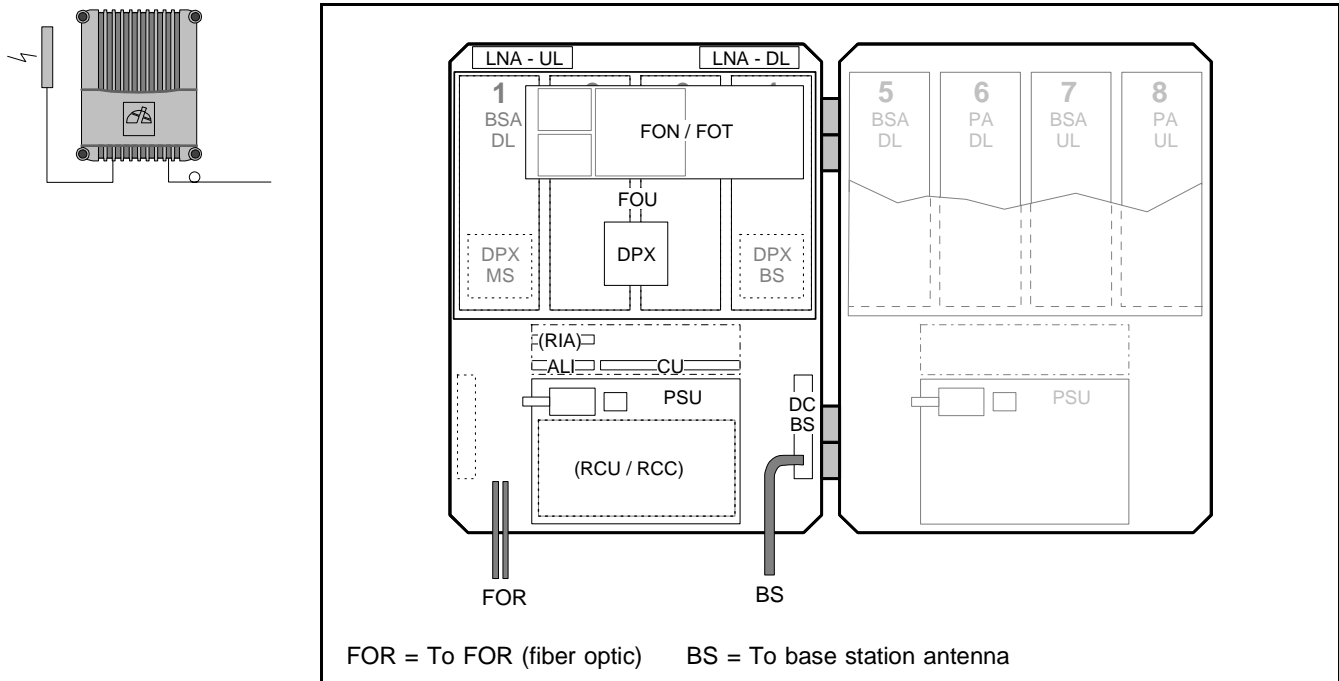 LNA - UL
LNA - DL
1
BSA
DL
FON / FOT
FOU
DPX
MS
DPX
DPX
BS
5
BSA
DL
6
PA
DL
7
BSA
UL
8
PA
UL
(RIA)
ALI
CU
PSU
DC
BS
(RCU / RCC)
PSU
FOR
BS
FOR = To FOR (fiber optic) BS = To base station antenna